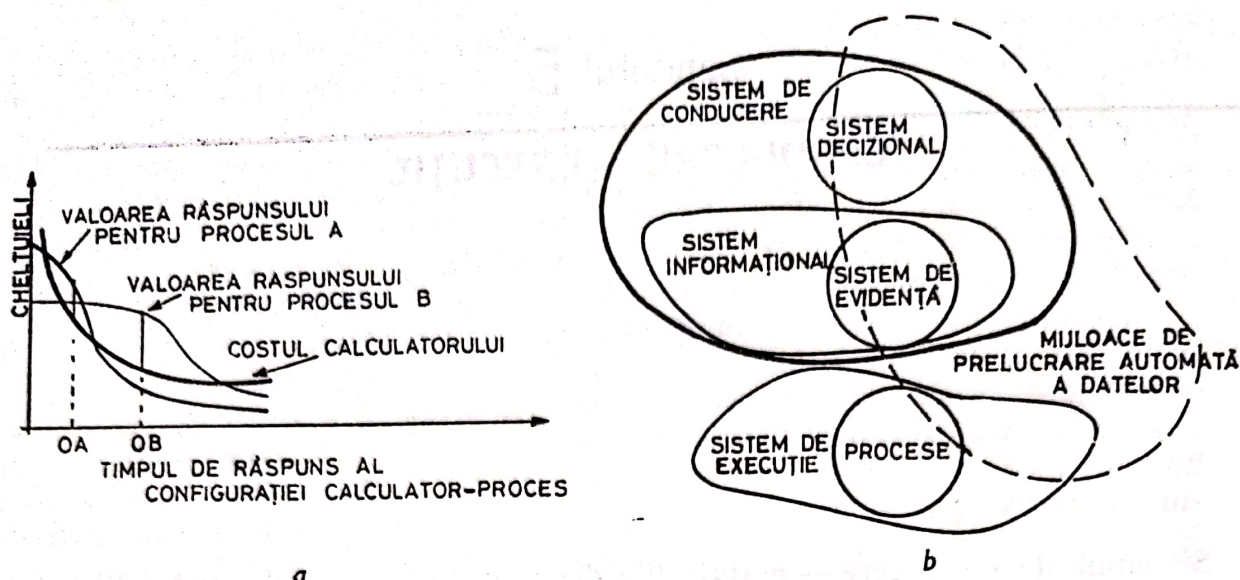 CHELTUIELI
VALOAREA RĂSPUNSULUI
PENTRU PROCESUL A
VALOAREA RASPUNSULUI
PENTRU PROCESUL B
COSTUL CALCULATORULUI
OA OB
TIMPUL DE RĂSPUNS AL
CONFIGURAȚIEI CALCULATOR-PROCES
a
SISTEM DE
CONDUCERE
SISTEM
DECIZIONAL
SISTEM
INFORMAȚIONAL
SISTEM DE
EVIDENȚĂ
MIJLOACE DE
PRELUCRARE AUTOMATĂ
A DATELOR
SISTEM DE
EXECUȚIE
PROCESE
b